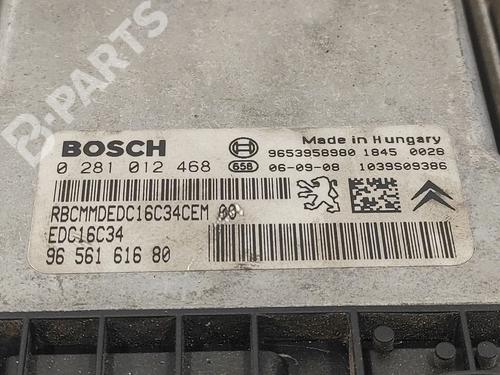 B-PARTS
BOSCH
0 281 012 468
658
Made in Hungary
9653958980 1845 0028
06-09-08 1039S09386
RBCMMDEDC16C34CEM 00
EDC16C34
96 561 616 80